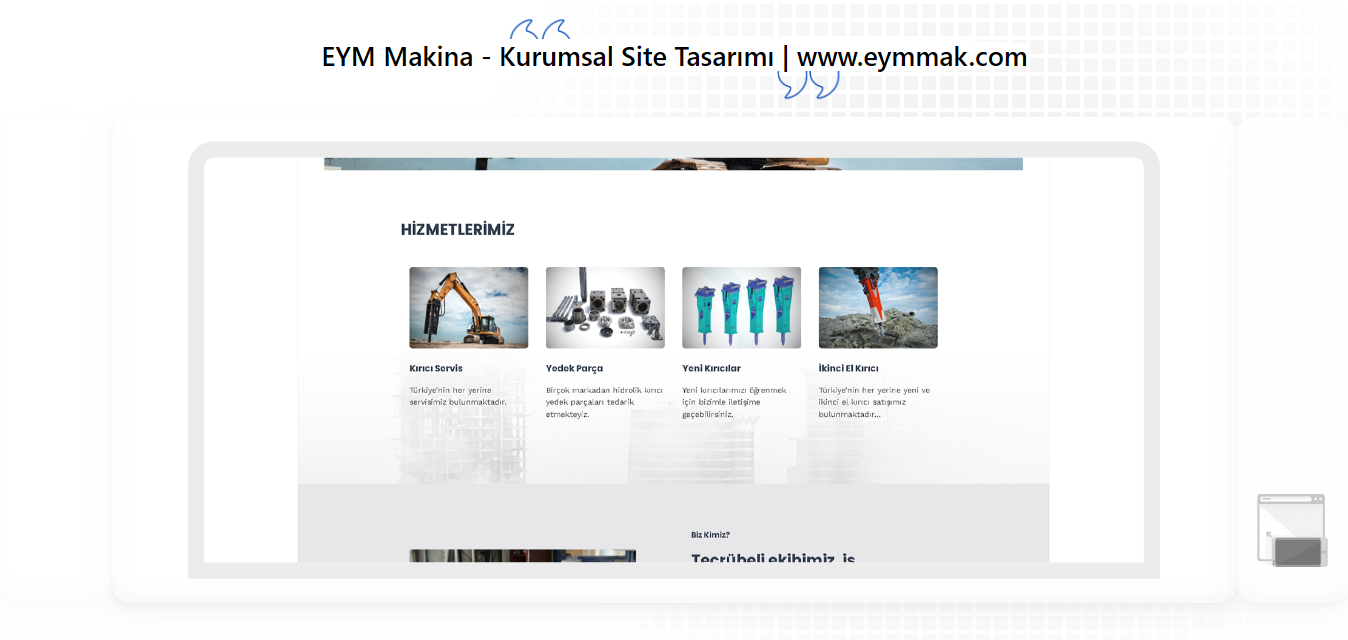 EYM Makina - Kurumsal Site Tasarımı | www.eymmak.com
HİZMETLERİMİZ
Kırıcı Servis
Türkiye'nin her yerine
servisimiz bulunmaktadır.
Yedek Parça
Birçok markadan hidrolik kırıcı
yedek parçaları tedarik
etmekteyiz.
Yeni Kırıcılar
Yeni kırıcılarımızı öğrenmek
için bizimle iletişime
geçebilirsiniz.
İkinci El Kırıcı
Türkiye'nin her yerine yeni ve
ikinci el kırıcı satışımız
bulunmaktadır...
Biz Kimiz?
Tecrübeli ekibimiz, iş